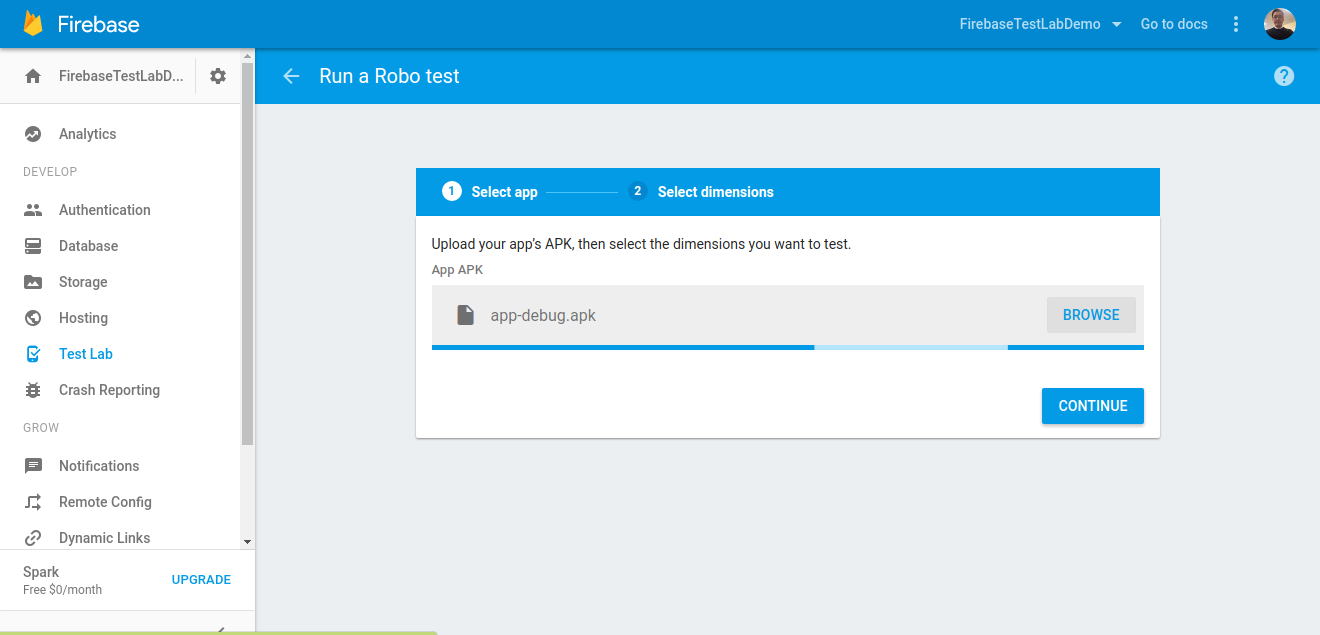 Firebase
FirebaseTestLabDemo
Go to docs
FirebaseTestLabD...
Run a Robo test
?
Analytics
DEVELOP
Authentication
Database
Storage
Hosting
Test Lab
Crash Reporting
GROW
Notifications
Remote Config
Dynamic Links
Spark
Free $0/month
UPGRADE
1 Select app
2 Select dimensions
Upload your app's APK, then select the dimensions you want to test.
App APK
app-debug.apk
BROWSE
CONTINUE